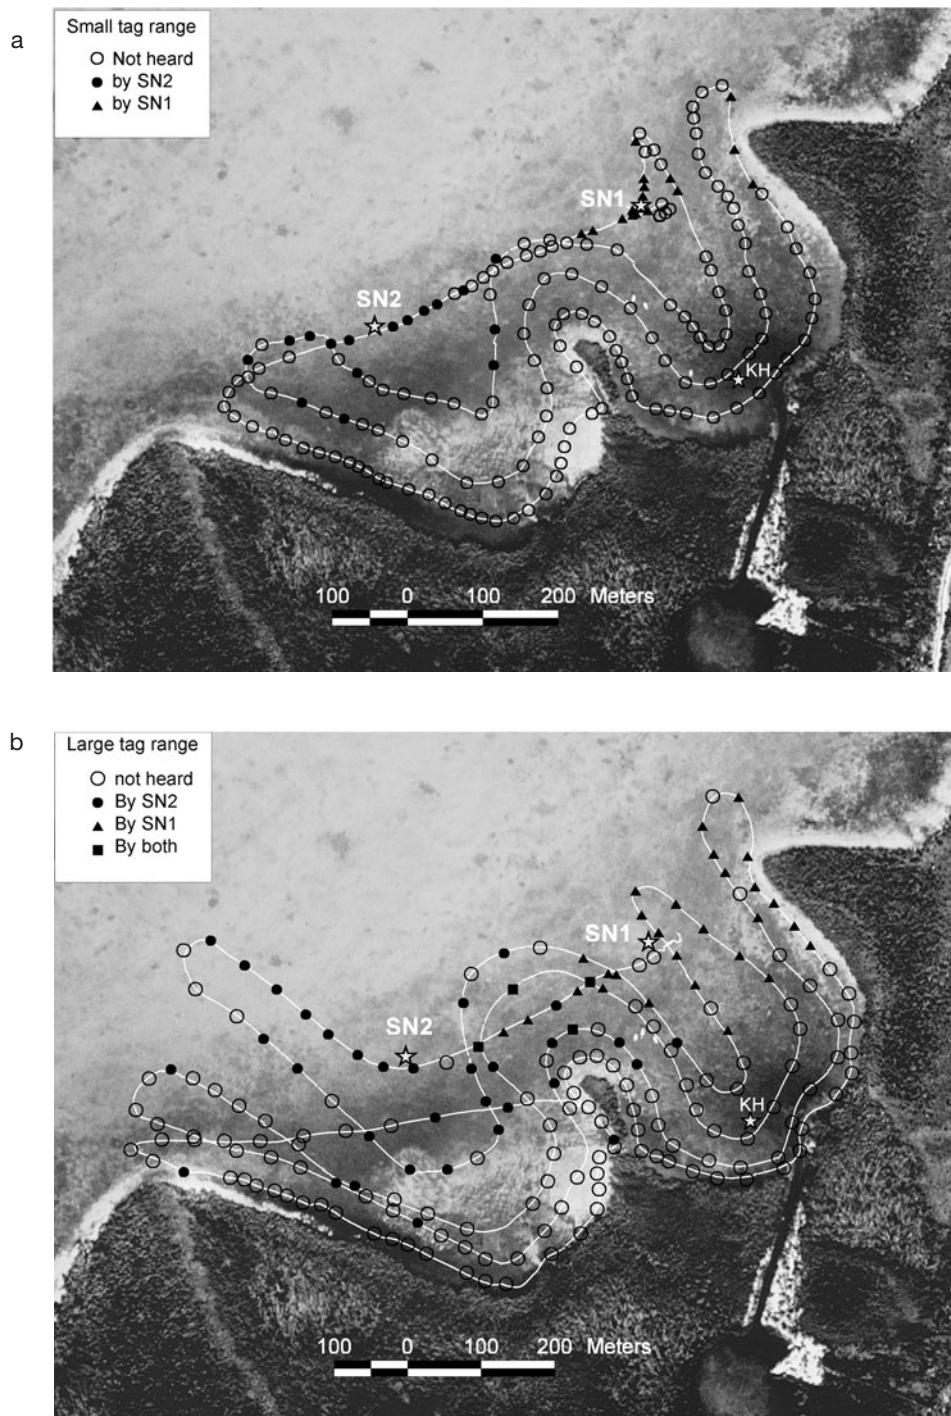 a
Small tag range
Not heard
by SN2
by SN1
SN1
SN2
KH
100 0 100 200 Meters
b
Large tag range
not heard
By SN2
By SN1
By both
SN1
SN2
KH
100 0 100 200 Meters